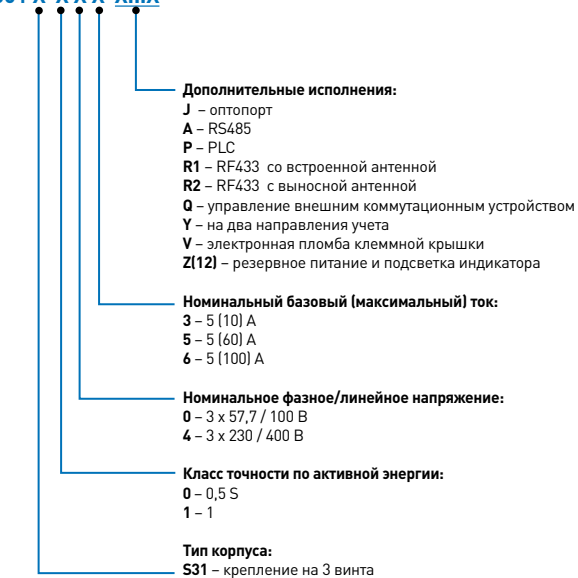 Дополнительные исполнения:
J – оптопорт
A – RS485
P – PLC
R1 – RF433 со встроенной антенной
R2 – RF433 с выносной антенной
Q – управление внешним коммутационным устройством
Y – на два направления учета
V – электронная пломба клеммной крышки
Z(12) – резервное питание и подсветка индикатора
Номинальный базовый (максимальный) ток:
3 – 5 (10) А
5 – 5 (60) А
6 – 5 (100) А
Номинальное фазное/линейное напряжение:
0 – 3 x 57,7 / 100 В
4 – 3 x 230 / 400 В
Класс точности по активной энергии:
0 – 0,5 S
1 – 1
Тип корпуса:
S31 – крепление на 3 винта